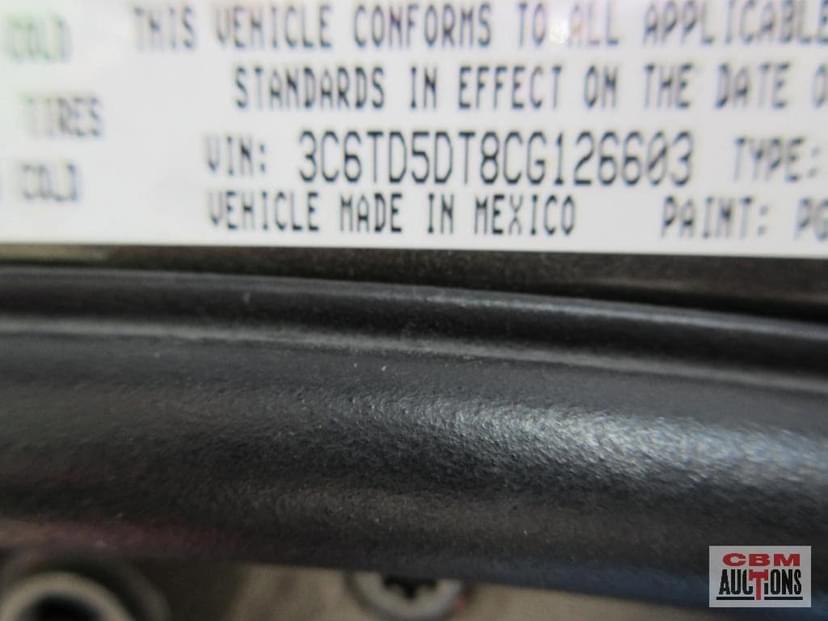 COLD THIS VEHICLE CONFORMS TO ALL APPLICABLE
STANDARDS IN EFFECT ON THE DATE O
TIRES
VIN: 3C6TD5DT8CG126603 TYPE:
COLD
VEHICLE MADE IN MEXICO PAINT: PG
CBM
AUCTIONS